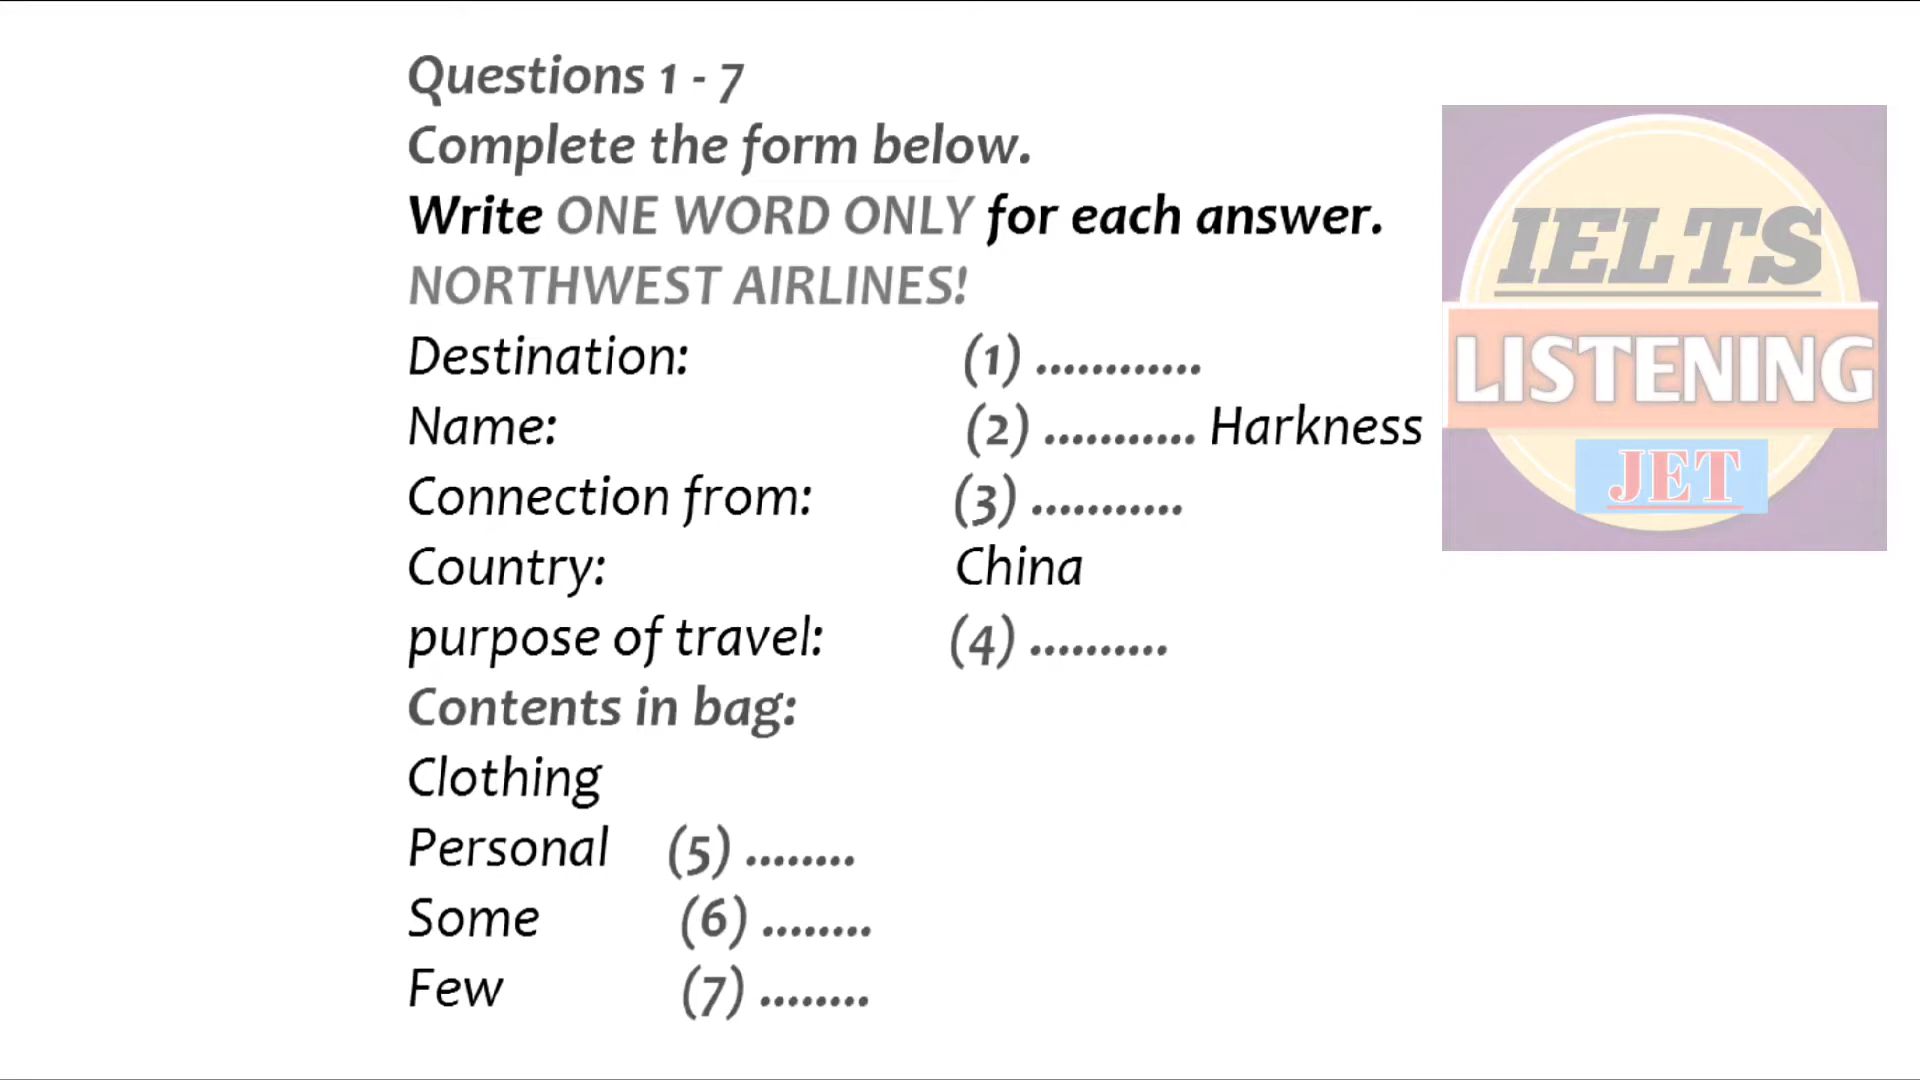 Questions 1 - 7
Complete the form below.
Write ONE WORD ONLY for each answer.
NORTHWEST AIRLINES!
Destination: (1) ............
Name: (2) ........... Harkness
Connection from: (3) ...........
Country: China
purpose of travel: (4) ..........
Contents in bag:
Clothing
Personal (5) ........
Some (6) ........
Few (7) ........
IELTS
LISTENING
JET